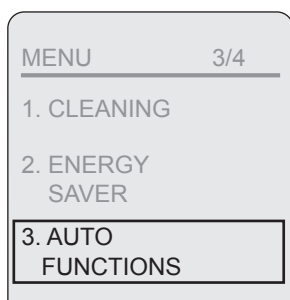 MENU 3/4
1. CLEANING
2. ENERGY
SAVER
3. AUTO
FUNCTIONS